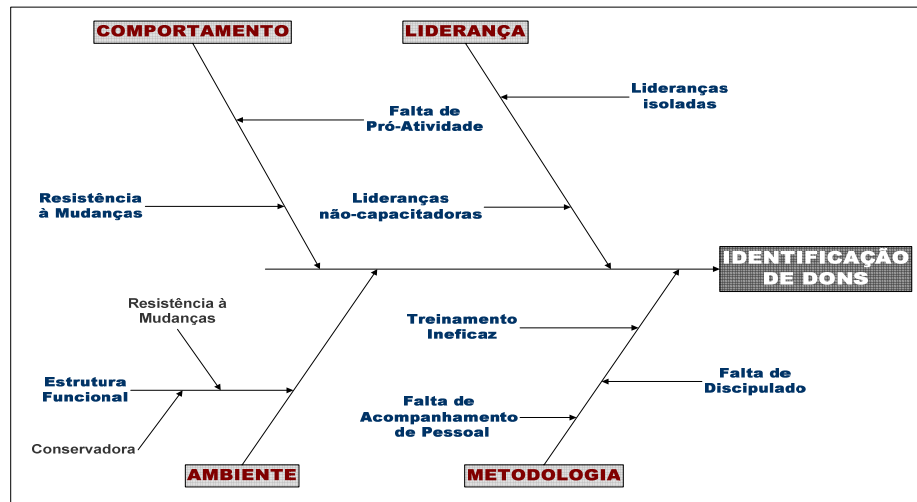 COMPORTAMENTO
LIDERANÇA
Lideranças
isoladas
Falta de
Pró-Atividade
Resistência
à Mudanças
Lideranças
não-capacitadoras
IDENTIFICAÇÃO
DE DONS
Resistência à
Mudanças
Treinamento
Ineficaz
Estrutura
Funcional
Falta de
Discipulado
Falta de
Acompanhamento
de Pessoal
Conservadora
AMBIENTE
METODOLOGIA